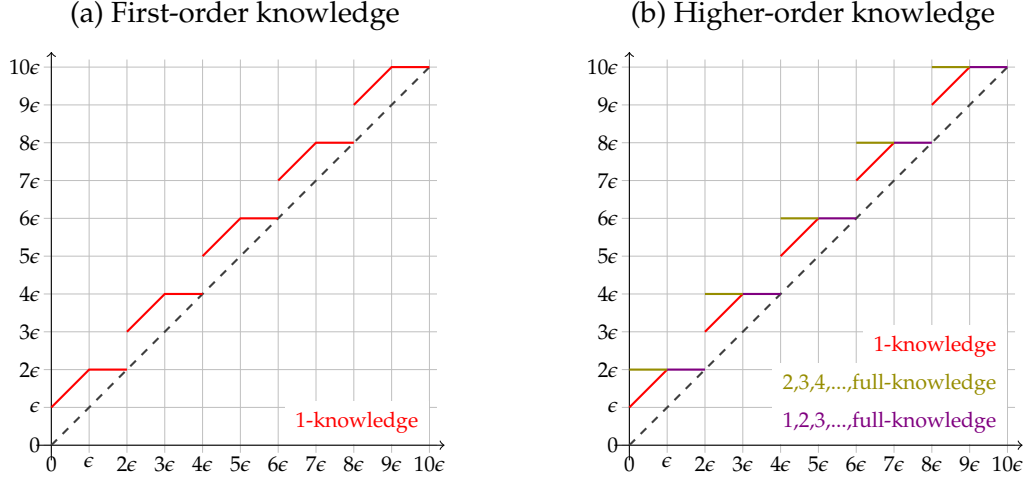 (a) First-order knowledge
10ϵ
9ϵ
8ϵ
7ϵ
6ϵ
5ϵ
4ϵ
3ϵ
2ϵ
ϵ
0
1-knowledge
0 ϵ 2ϵ 3ϵ 4ϵ 5ϵ 6ϵ 7ϵ 8ϵ 9ϵ 10ϵ
(b) Higher-order knowledge
10ϵ
9ϵ
8ϵ
7ϵ
6ϵ
5ϵ
4ϵ
3ϵ
2ϵ
ϵ
0
1-knowledge
2,3,4,...,full-knowledge
1,2,3,...,full-knowledge
0 ϵ 2ϵ 3ϵ 4ϵ 5ϵ 6ϵ 7ϵ 8ϵ 9ϵ 10ϵ